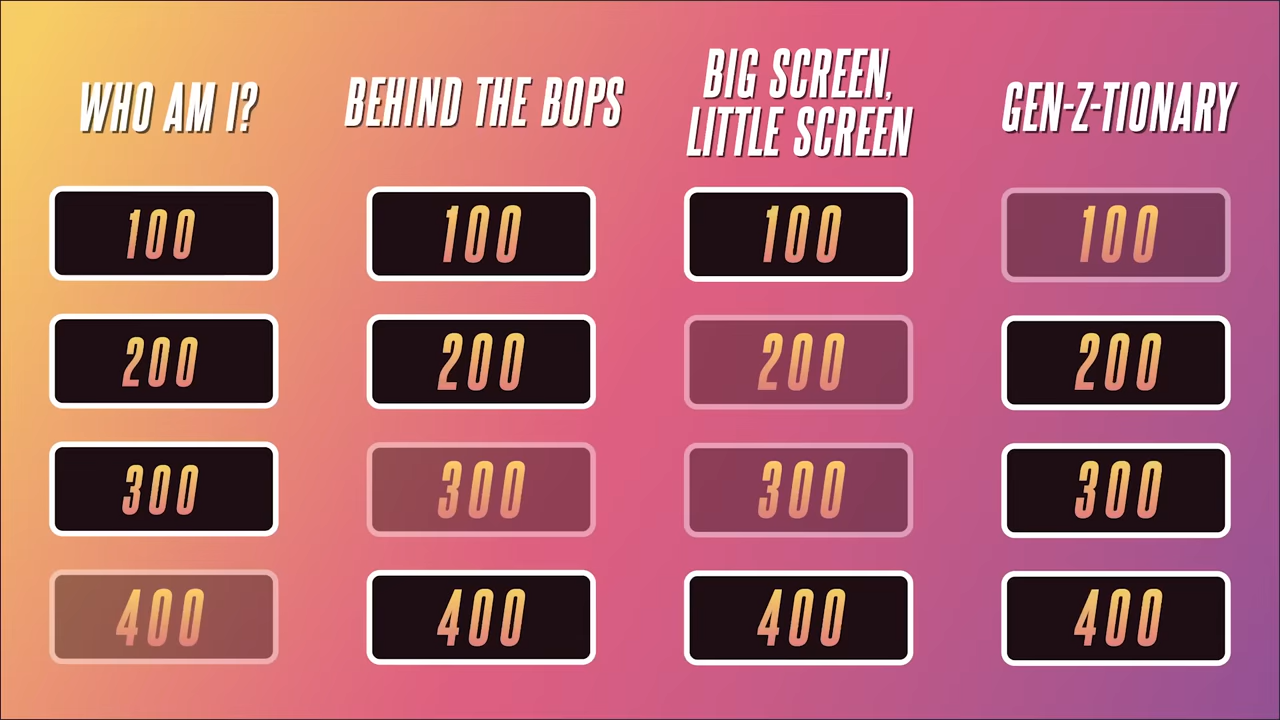 WHO AM I?
BEHIND THE BOPS
BIG SCREEN,
LITTLE SCREEN
GEN-Z-TIONARY
100 100 100 100
200 200 200 200
300 300 300 300
400 400 400 400